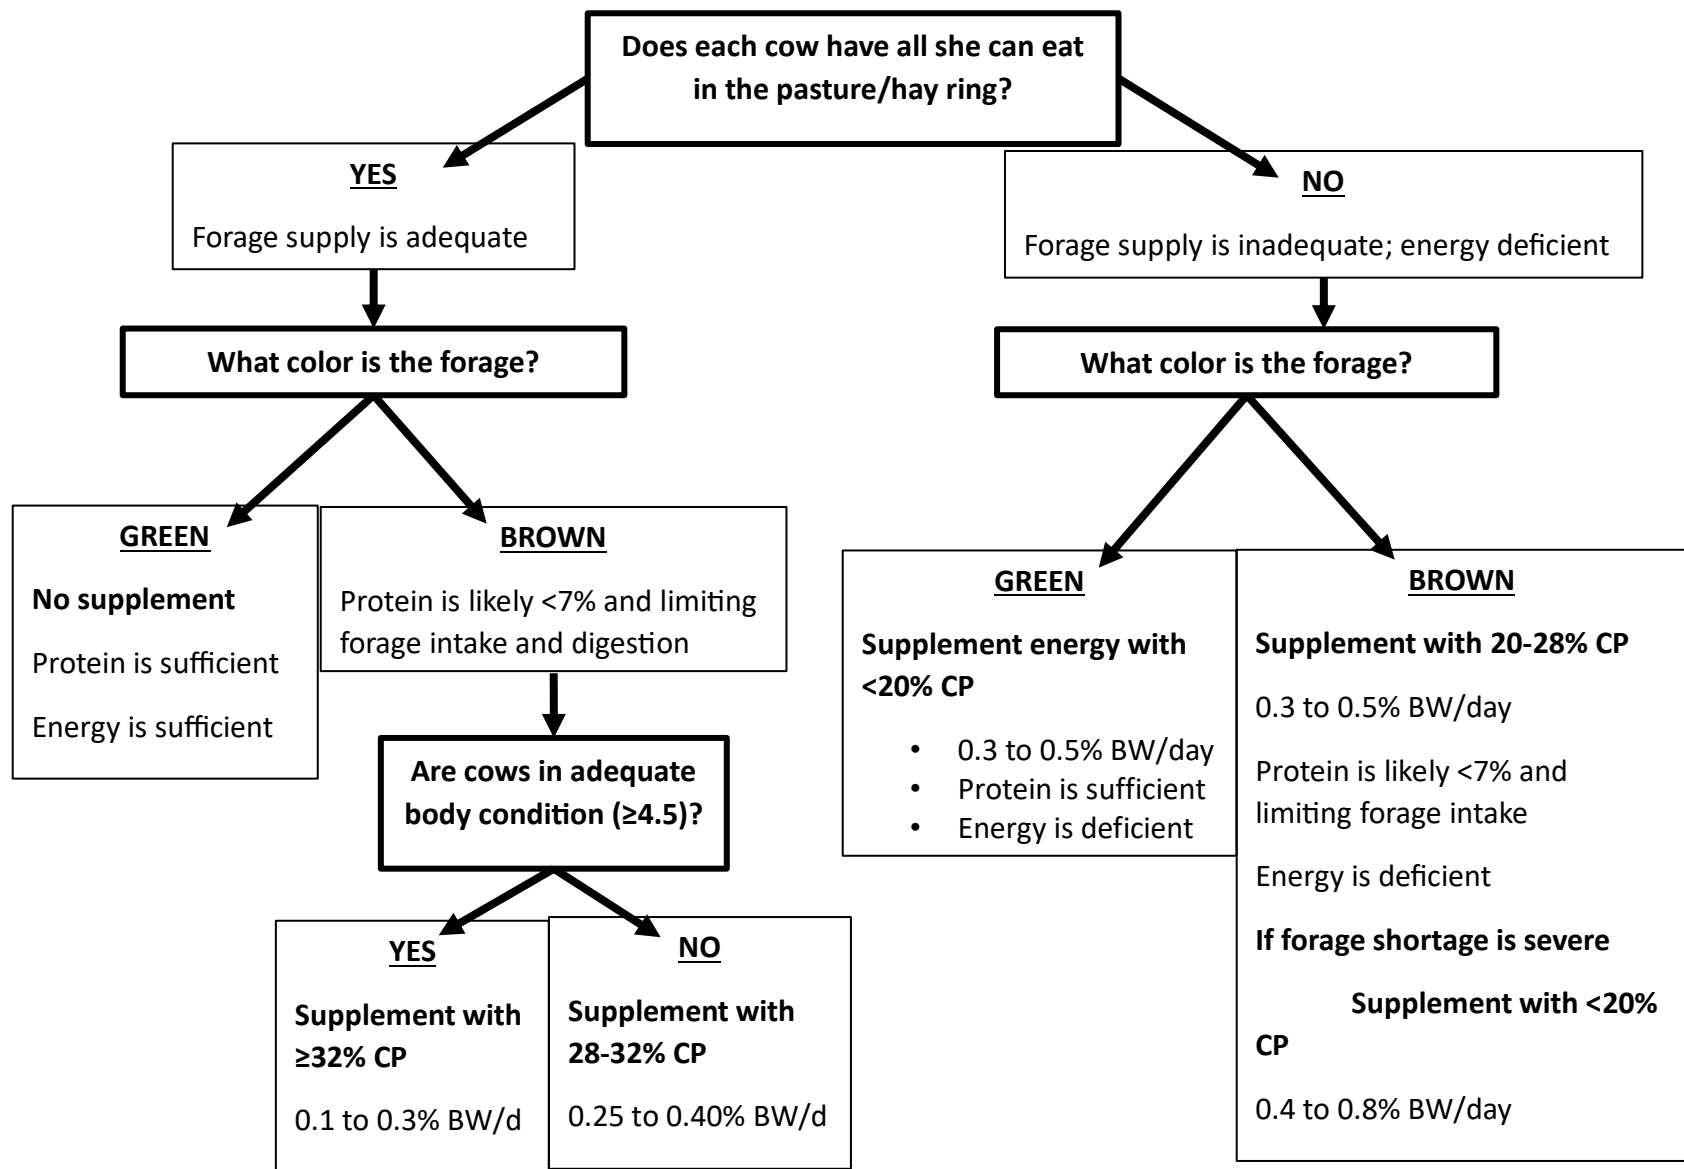 Does each cow have all she can eat
in the pasture/hay ring?
YES
Forage supply is adequate
NO
Forage supply is inadequate; energy deficient
What color is the forage?
What color is the forage?
GREEN
No supplement
Protein is sufficient
Energy is sufficient
BROWN
Protein is likely <7% and limiting
forage intake and digestion
Are cows in adequate
body condition (≥4.5)?
YES
Supplement with
≥32% CP
0.1 to 0.3% BW/d
NO
Supplement with
28-32% CP
0.25 to 0.40% BW/d
GREEN
Supplement energy with
<20% CP
• 0.3 to 0.5% BW/day
• Protein is sufficient
• Energy is deficient
BROWN
Supplement with 20-28% CP
0.3 to 0.5% BW/day
Protein is likely <7% and
limiting forage intake
Energy is deficient
If forage shortage is severe
Supplement with <20%
CP
0.4 to 0.8% BW/day